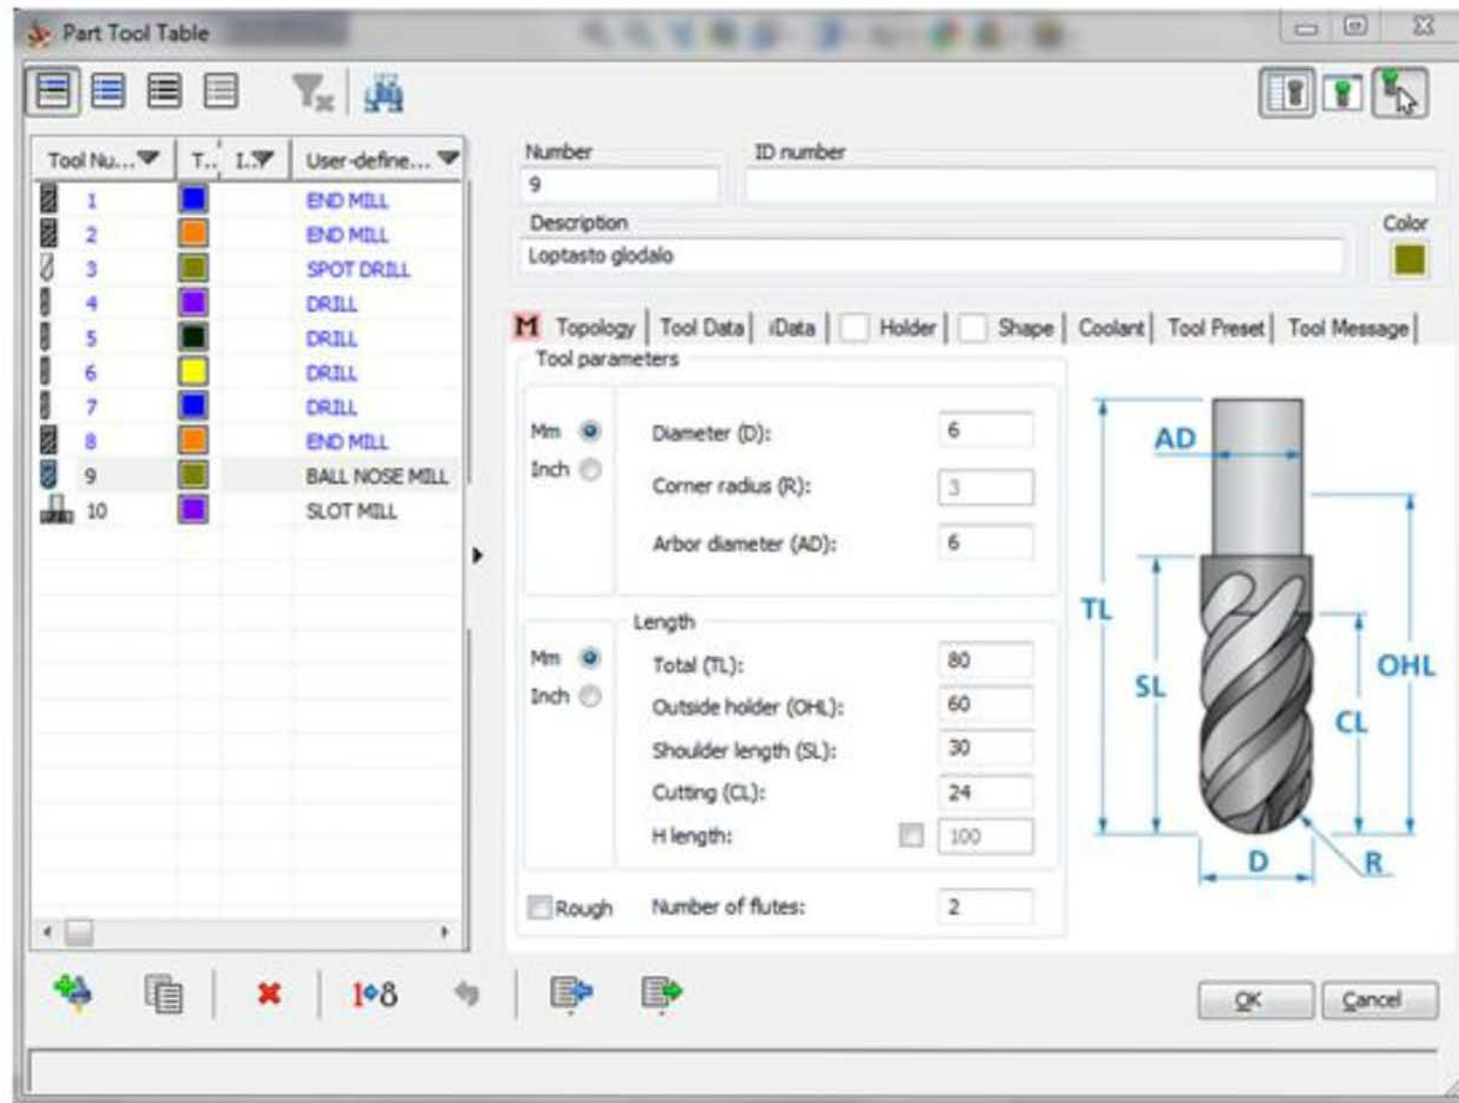 Part Tool Table
Tool Nu... T.. I.. User-define...
1 END MILL
2 END MILL
3 SPOT DRILL
4 DRILL
5 DRILL
6 DRILL
7 DRILL
8 END MILL
9 BALL NOSE MILL
10 SLOT MILL
Number ID number
9
Description Color
Loptasto glodalo
M Topology Tool Data iData Holder Shape Coolant Tool Preset Tool Message
Tool parameters
Mm
Inch
Diameter (D): 6
Corner radius (R): 3
Arbor diameter (AD): 6
Length
Mm
Inch
Total (TL): 80
Outside holder (OHL): 60
Shoulder length (SL): 30
Cutting (CL): 24
H length: 100
Rough Number of flutes: 2
AD
TL
OHL
SL
CL
D R
1 8
OK Cancel